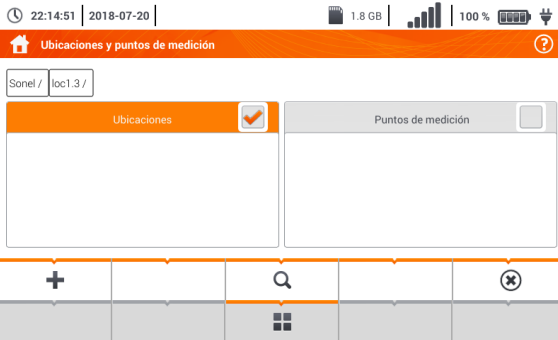 22:14:51 2018-07-20 1.8 GB 100 %
Ubicaciones y puntos de medición ?
Sonel / loc1.3 /
Ubicaciones Puntos de medición